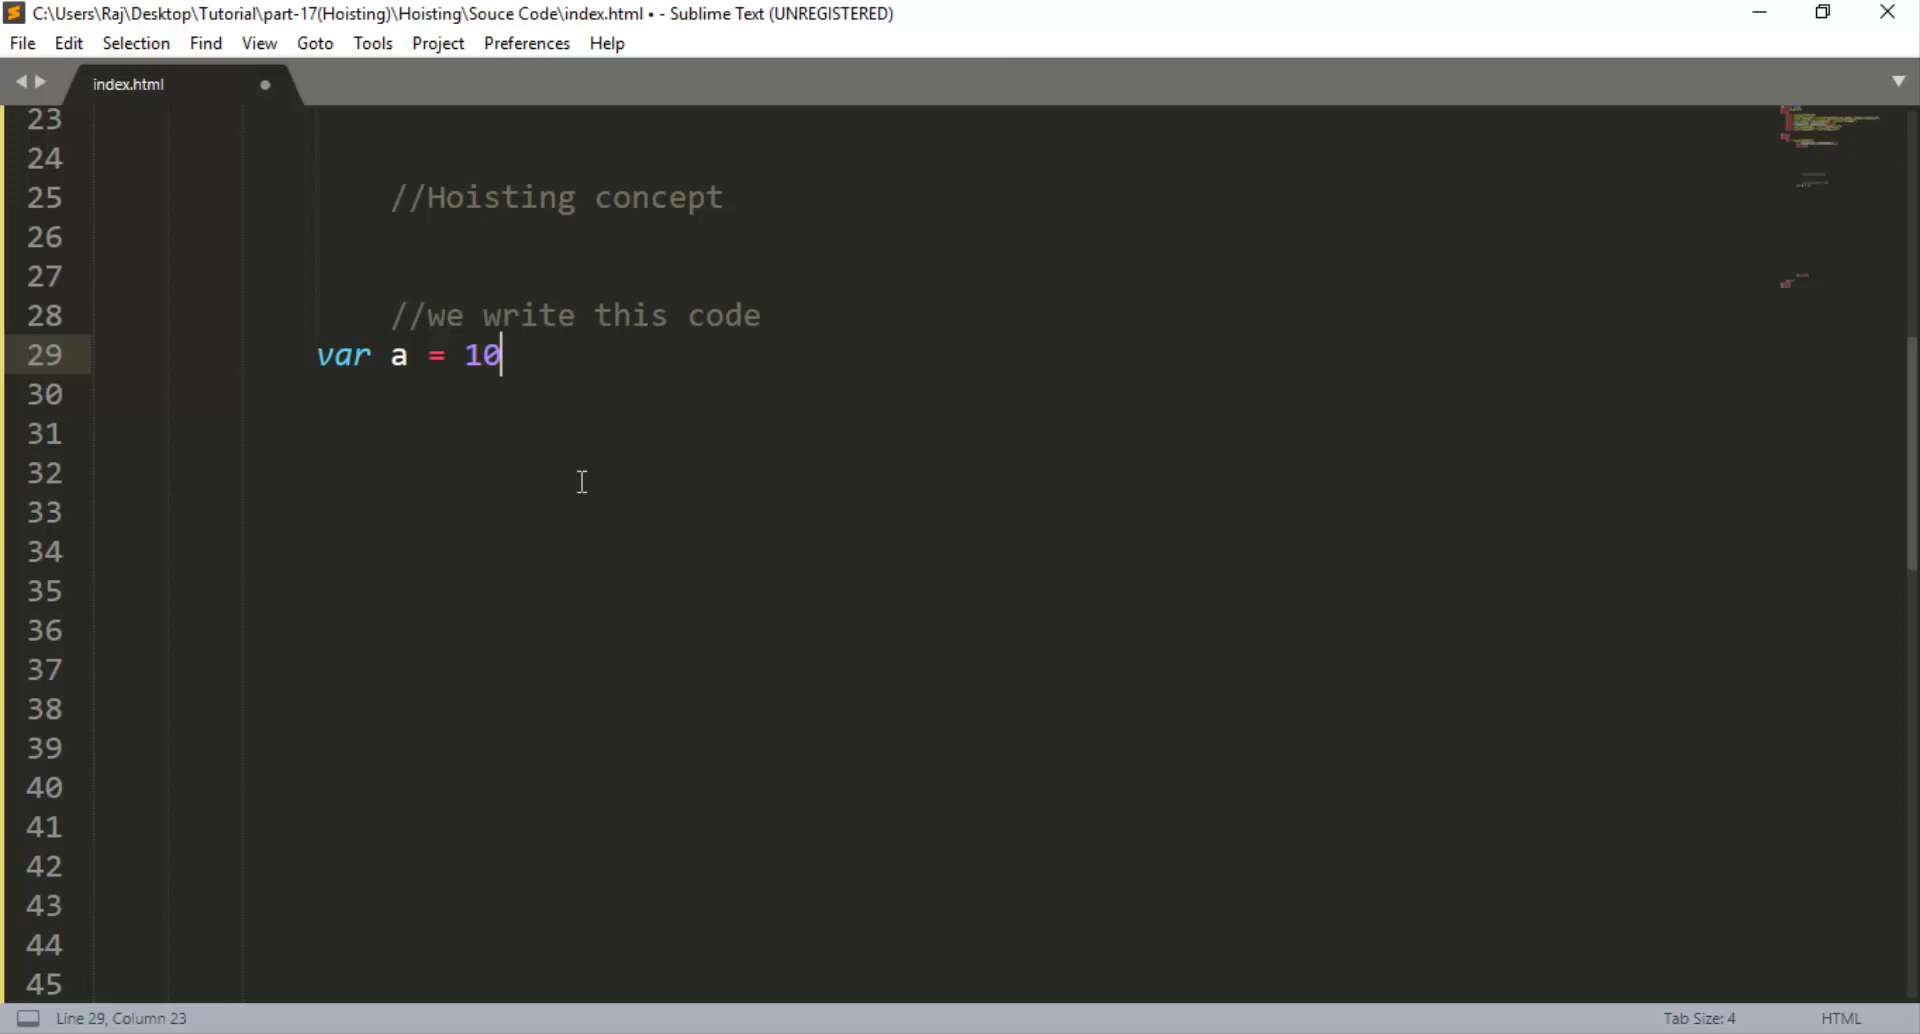 C:\Users\Raj\Desktop\Tutorial\part-17(Hoisting)\Hoisting\Souce Code\index.html • - Sublime Text (UNREGISTERED)
File Edit Selection Find View Goto Tools Project Preferences Help
index.html
23
24
25 //Hoisting concept
26
27
28 //we write this code
29 var a = 10
30
31
32
33
34
35
36
37
38
39
40
41
42
43
44
45
Line 29, Column 23 Tab Size: 4 HTML